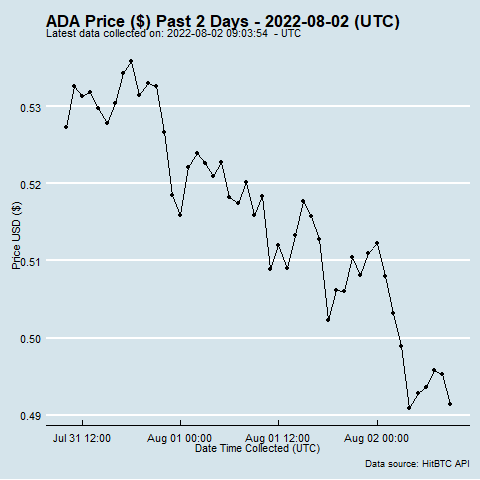 ADA Price ($) Past 2 Days - 2022-08-02 (UTC)
Latest data collected on: 2022-08-02 09:03:54 - UTC
0.53
0.52
0.51
0.50
0.49
Price USD ($)
Jul 31 12:00
Aug 01 00:00
Aug 01 12:00
Aug 02 00:00
Date Time Collected (UTC)
Data source: HitBTC API